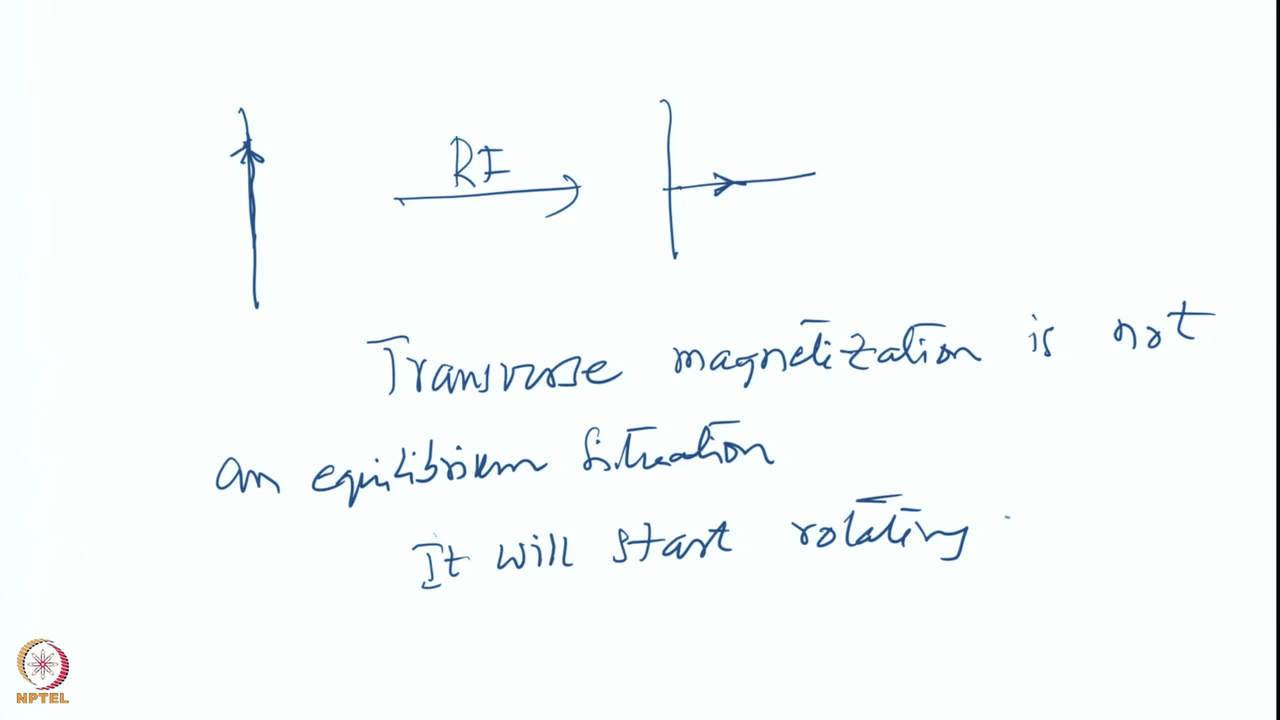 RF
Transverse magnetization is not
an equilibrium situation
It will start rotating
NPTEL